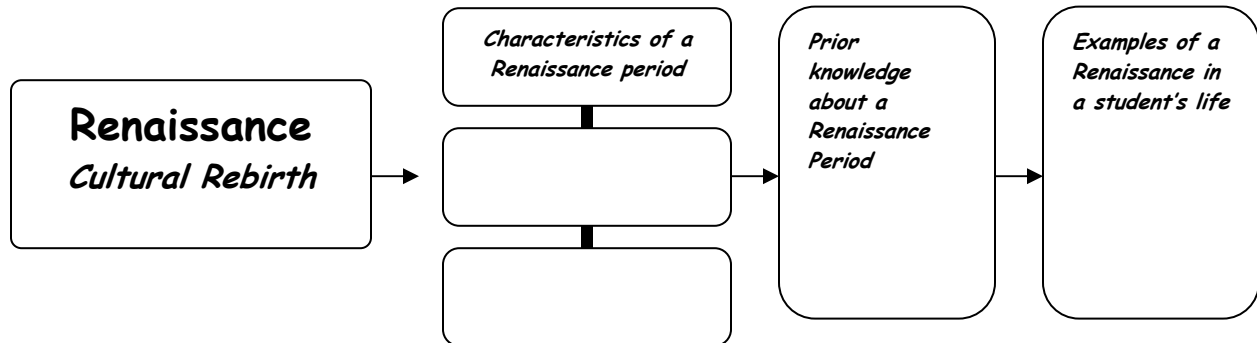 Renaissance
Cultural Rebirth
Characteristics of a
Renaissance period
Prior
knowledge
about a
Renaissance
Period
Examples of a
Renaissance in
a student's life